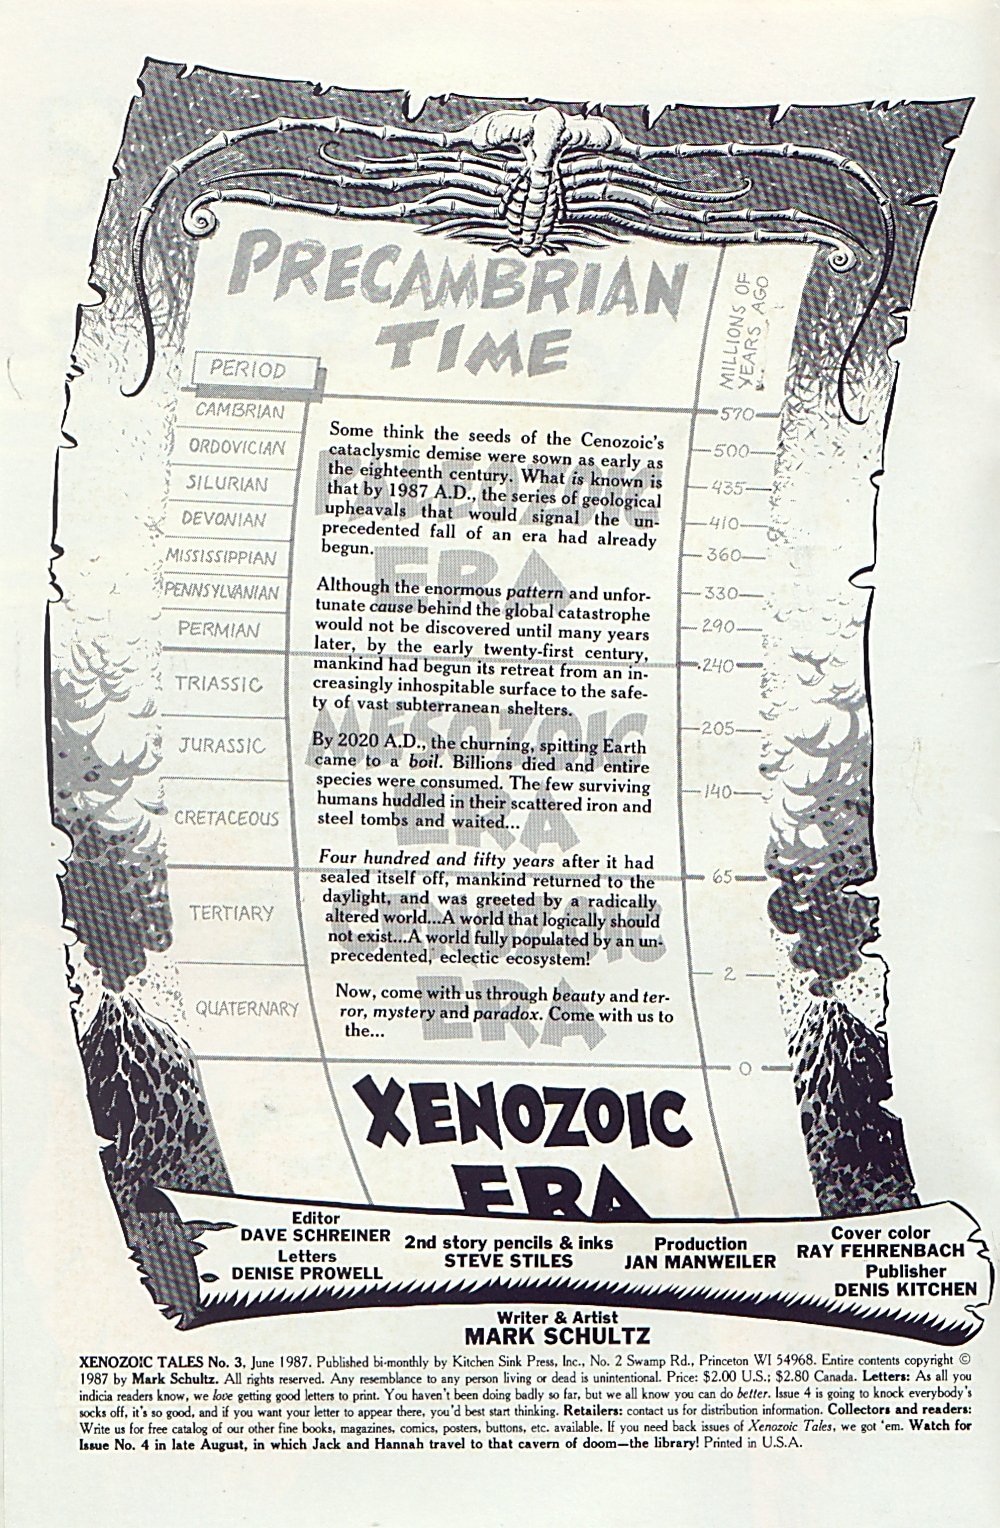 PRECAMBRIAN
TIME
MILLIONS OF
YEARS AGO
PERIOD
CAMBRIAN
ORDOVICIAN
SILURIAN
DEVONIAN
MISSISSIPPIAN
PENNSYLVANIAN
PERMIAN
TRIASSIC
JURASSIC
CRETACEOUS
TERTIARY
QUATERNARY
570
500
435
410
360
330
290
240
205
140
65
2
0
PALEOZOIC
ERA
MESOZOIC
ERA
CENOZOIC
ERA
Some think the seeds of the Cenozoic's
cataclysmic demise were sown as early as
the eighteenth century. What is known is
that by 1987 A.D., the series of geological
upheavals that would signal the un-
precedented fall of an era had already
begun.
Although the enormous pattern and unfor-
tunate cause behind the global catastrophe
would not be discovered until many years
later, by the early twenty-first century,
mankind had begun its retreat from an in-
creasingly inhospitable surface to the safe-
ty of vast subterranean shelters.
By 2020 A.D., the churning, spitting Earth
came to a boil. Billions died and entire
species were consumed. The few surviving
humans huddled in their scattered iron and
steel tombs and waited...
Four hundred and fifty years after it had
sealed itself off, mankind returned to the
daylight, and was greeted by a radically
altered world...A world that logically should
not exist...A world fully populated by an un-
precedented, eclectic ecosystem!
Now, come with us through beauty and ter-
ror, mystery and paradox. Come with us to
the...
XENOZOIC
ERA
Editor
DAVE SCHREINER
Letters
DENISE PROWELL
2nd story pencils & inks
STEVE STILES
Production
JAN MANWEILER
Cover color
RAY FEHRENBACH
Publisher
DENIS KITCHEN
Writer & Artist
MARK SCHULTZ
XENOZOIC TALES No. 3, June 1987. Published bi-monthly by Kitchen Sink Press, Inc., No. 2 Swamp Rd., Princeton WI 54968. Entire contents copyright ©
1987 by Mark Schultz. All rights reserved. Any resemblance to any person living or dead is unintentional. Price: $2.00 U.S.; $2.80 Canada. Letters: As all you
indicia readers know, we love getting good letters to print. You haven't been doing badly so far, but we all know you can do better. Issue 4 is going to knock everybody's
socks off, it's so good, and if you want your letter to appear there, you'd best start thinking. Retailers: contact us for distribution information. Collectors and readers:
Write us for free catalog of our other fine books, magazines, comics, posters, buttons, etc. available. If you need back issues of Xenozoic Tales, we got 'em. Watch for
Issue No. 4 in late August, in which Jack and Hannah travel to that cavern of doom—the library! Printed in U.S.A.